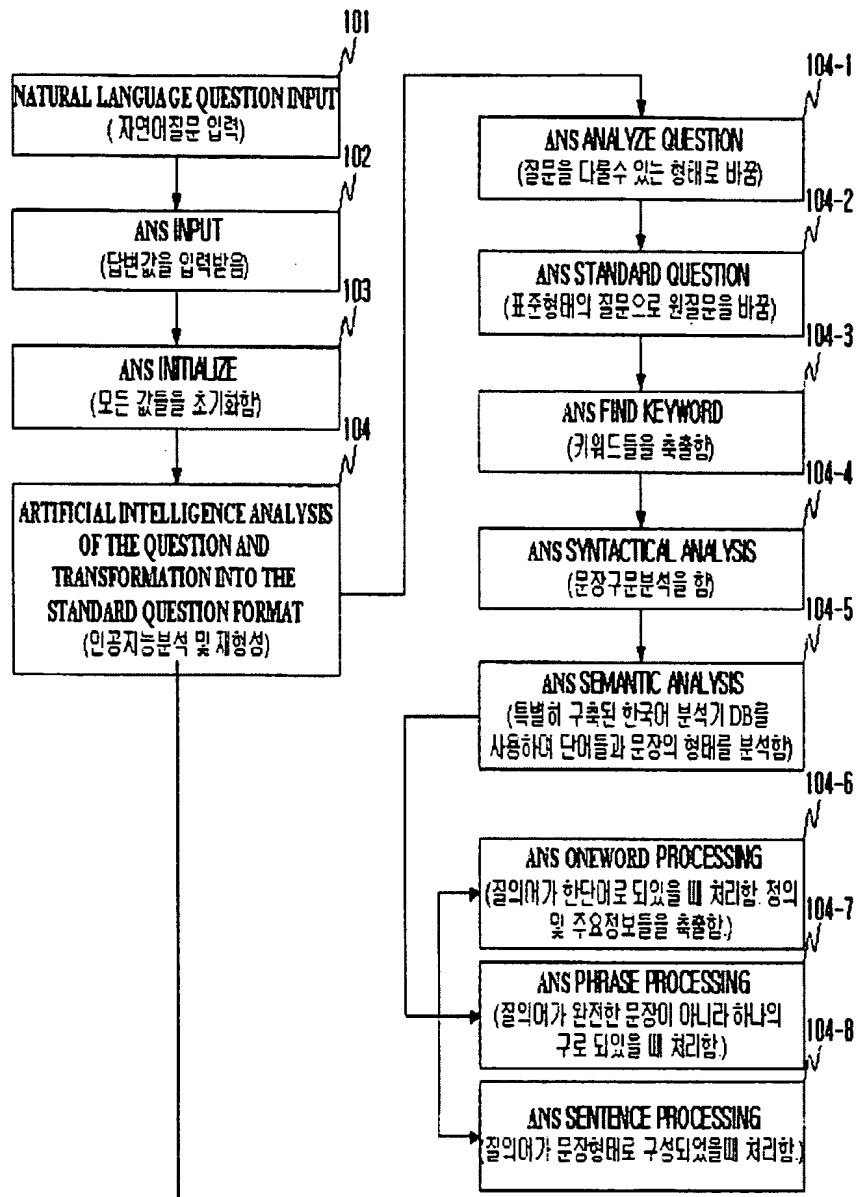 101
NATURAL LANGUAGE QUESTION INPUT
( 자연어질문 입력)
102
ANS INPUT
(답변값을 입력받음)
103
ANS INITIALIZE
(모든 값들을 초기화함)
104
ARTIFICIAL INTELLIGENCE ANALYSIS
OF THE QUESTION AND
TRANSFORMATION INTO THE
STANDARD QUESTION FORMAT
(인공지능분석 및 재형성)
104-1
ANS ANALYZE QUESTION
(질문을 다룰수 있는 형태로 바꿈)
104-2
ANS STANDARD QUESTION
(표준형태의 질문으로 원질문을 바꿈)
104-3
ANS FIND KEYWORD
(키워드들을 축출함)
104-4
ANS SYNTACTICAL ANALYSIS
(문장구문분석을 함)
104-5
ANS SEMANTIC ANALYSIS
(특별히 구축된 한국어 분석기 DB를
사용하며 단어들과 문장의 형태를 분석함)
104-6
ANS ONEWORD PROCESSING
(질의어가 한단어로 되있을 때 처리함. 정의
및 주요정보들을 축출함.)
104-7
ANS PHRASE PROCESSING
(질의어가 완전한 문장이 아니라 하나의
구로 되있을 때 처리함.)
104-8
ANS SENTENCE PROCESSING
(질의어가 문장형태로 구성되었을때 처리함.)